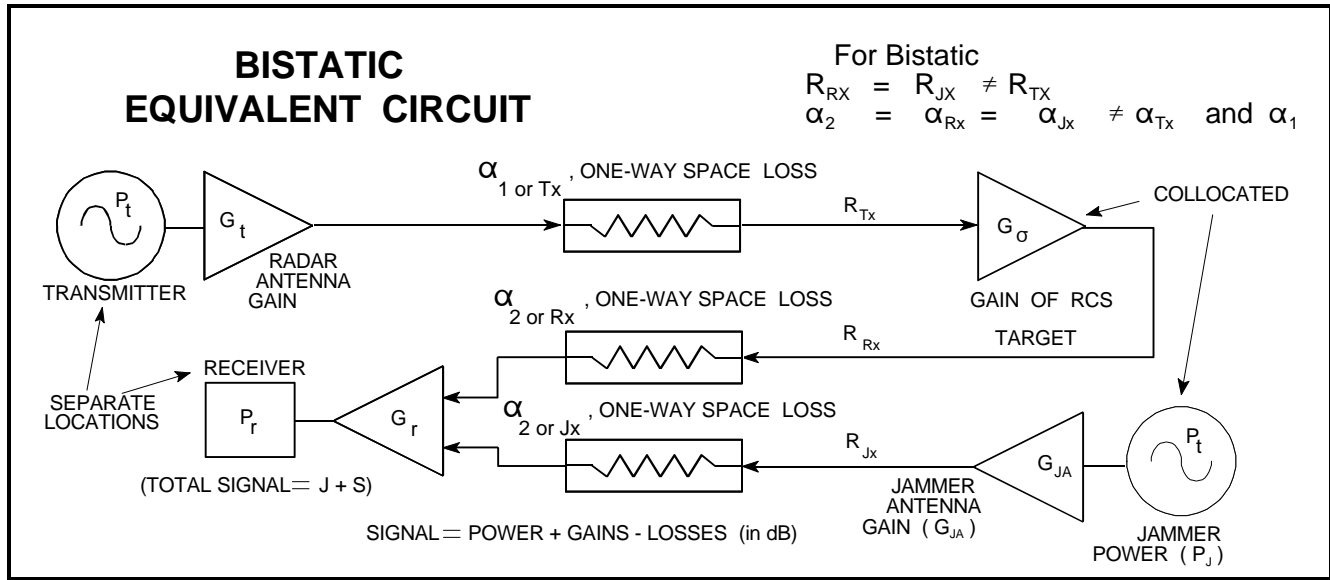 BISTATIC
EQUIVALENT CIRCUIT
For Bistatic
R_RX = R_JX ≠ R_TX
α_2 = α_Rx = α_Jx ≠ α_Tx and α_1
α_1 or Tx , ONE-WAY SPACE LOSS
COLLOCATED
P_t
G_t
R_Tx
G_σ
TRANSMITTER
RADAR
ANTENNA
GAIN
GAIN OF RCS
TARGET
α_2 or Rx , ONE-WAY SPACE LOSS
R_Rx
RECEIVER
SEPARATE
LOCATIONS
P_r
G_r
α_2 or Jx , ONE-WAY SPACE LOSS
R_Jx
G_JA
P_t
(TOTAL SIGNAL = J + S)
JAMMER
ANTENNA
GAIN ( G_JA )
SIGNAL = POWER + GAINS - LOSSES (in dB)
JAMMER
POWER ( P_J )